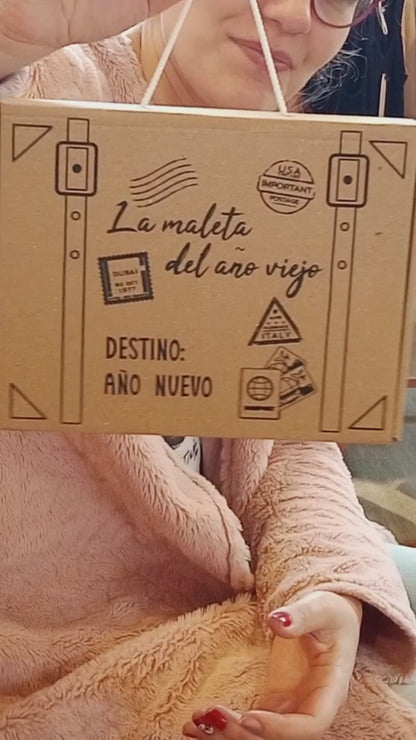 USA
IMPORTANT
POSTAGE
La maleta
del año viejo
DUBAI
ITALY
DESTINO:
AÑO NUEVO